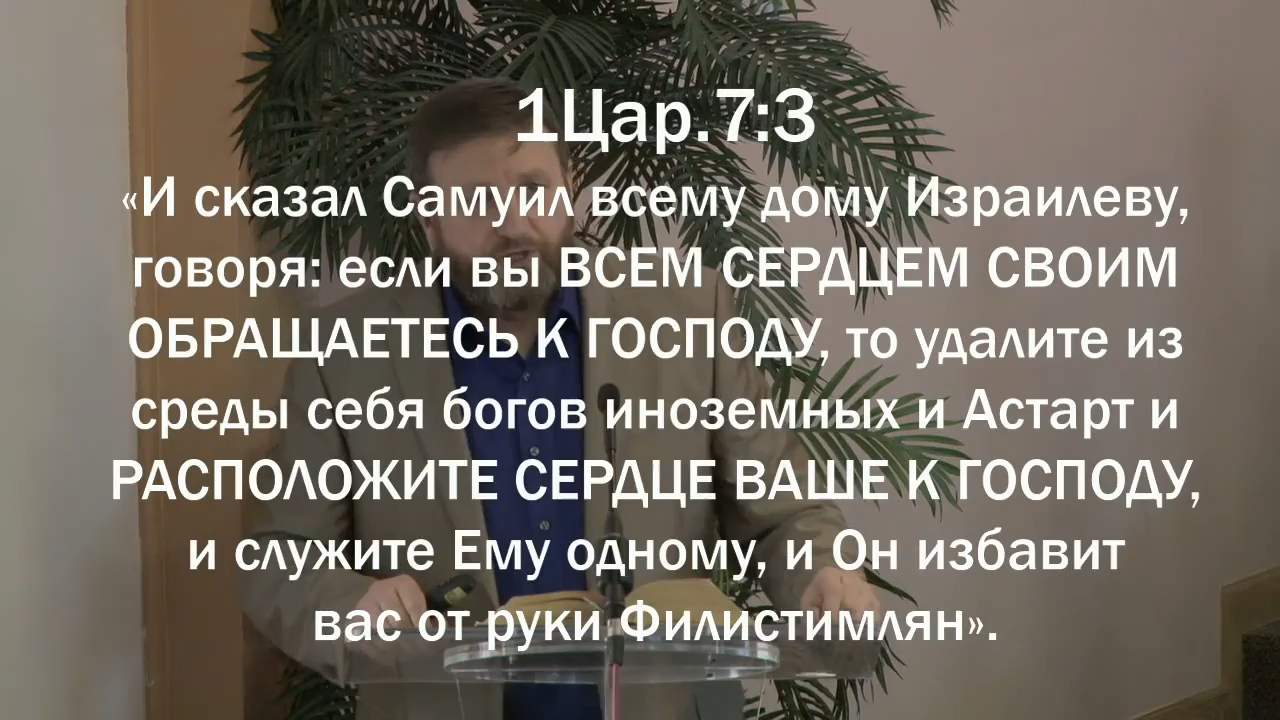 1Цар.7:3
«И сказал Самуил всему дому Израилеву,
говоря: если вы ВСЕМ СЕРДЦЕМ СВОИМ
ОБРАЩАЕТЕСЬ К ГОСПОДУ, то удалите из
среды себя богов иноземных и Астарт и
РАСПОЛОЖИТЕ СЕРДЦЕ ВАШЕ К ГОСПОДУ,
и служите Ему одному, и Он избавит
вас от руки Филистимлян».